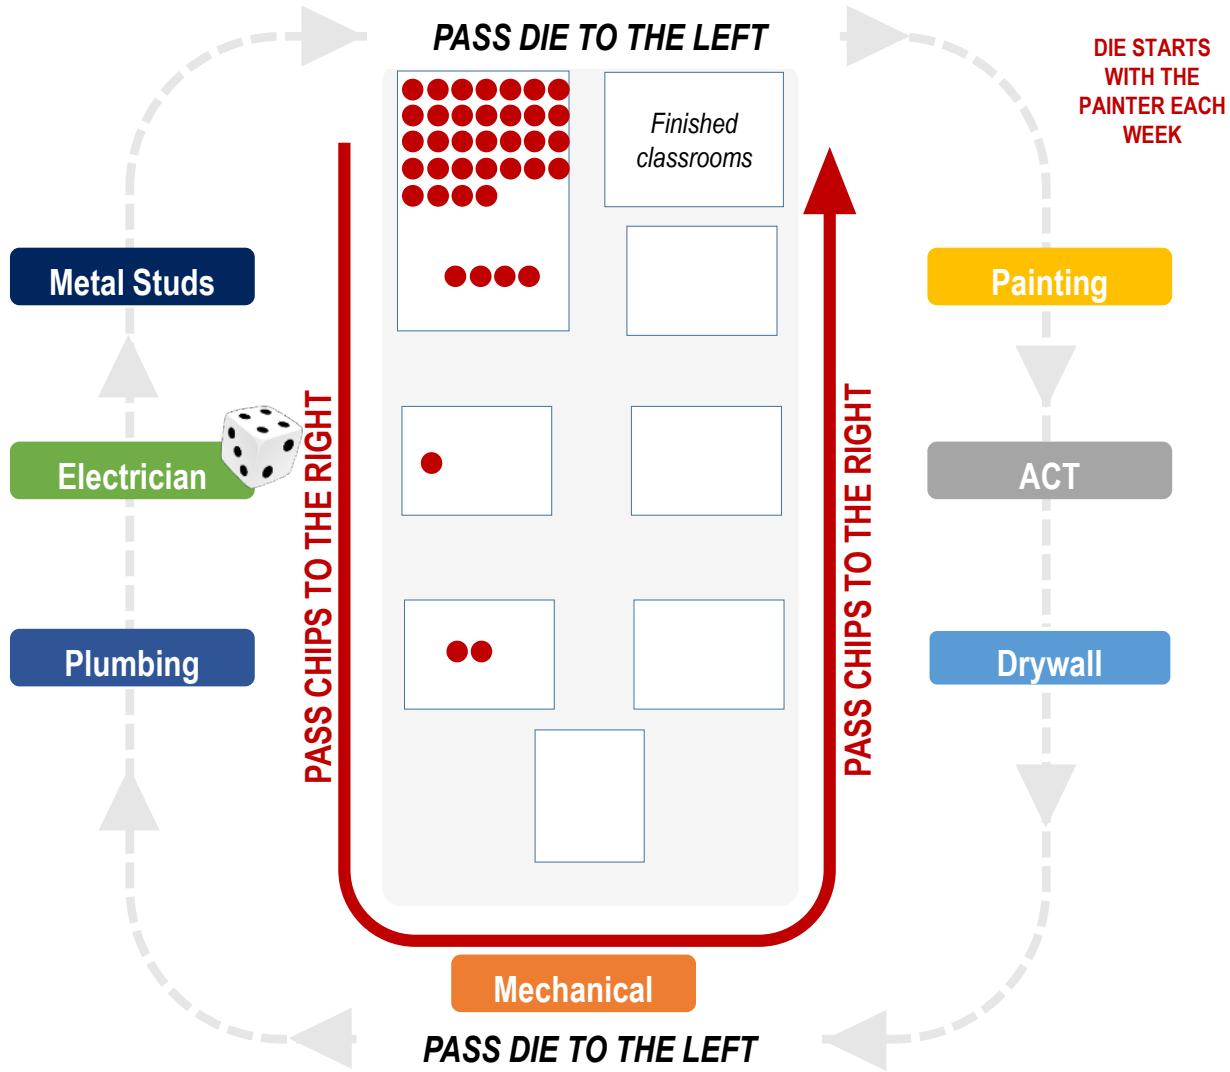 PASS DIE TO THE LEFT
DIE STARTS
WITH THE
PAINTER EACH
WEEK
Finished
classrooms
Metal Studs
Painting
Electrician
ACT
PASS CHIPS TO THE RIGHT
PASS CHIPS TO THE RIGHT
Plumbing
Drywall
Mechanical
PASS DIE TO THE LEFT